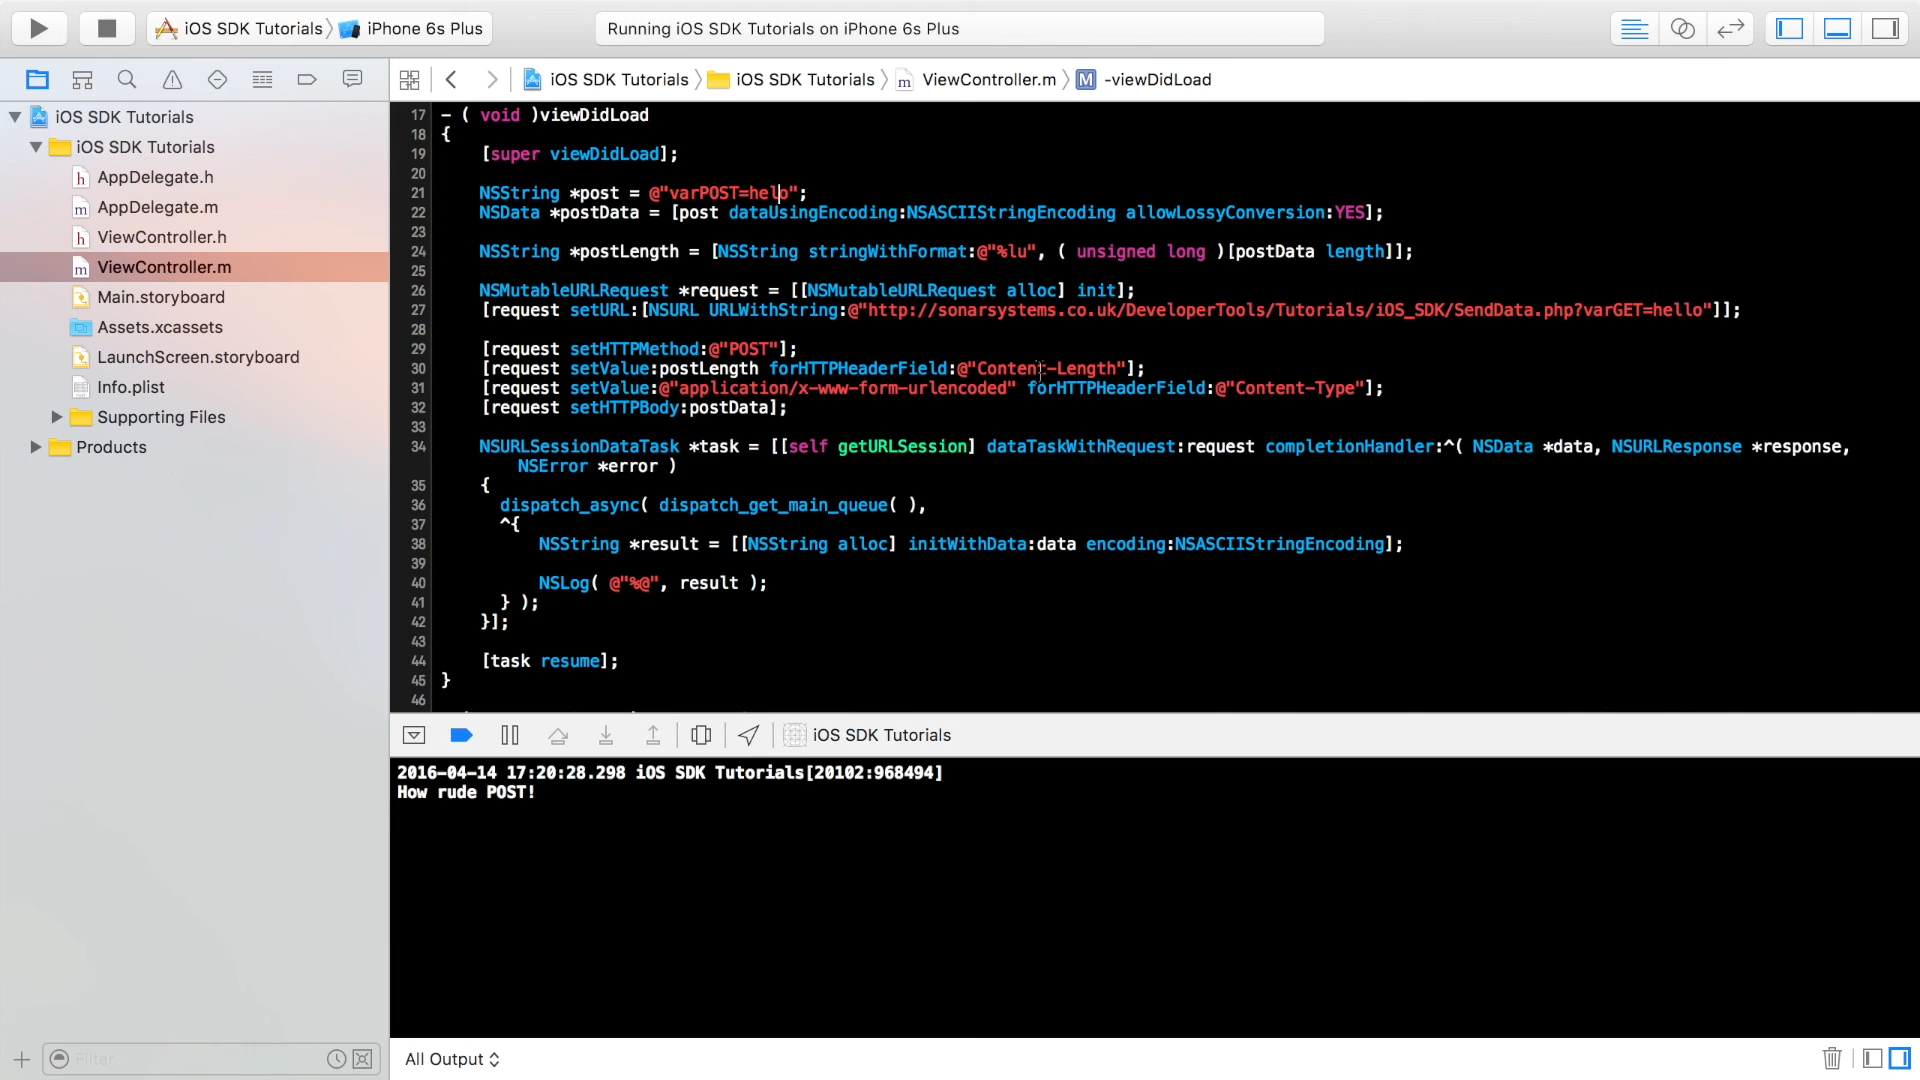 iOS SDK Tutorials iPhone 6s Plus
Running iOS SDK Tutorials on iPhone 6s Plus
iOS SDK Tutorials iOS SDK Tutorials m ViewController.m M -viewDidLoad
iOS SDK Tutorials
iOS SDK Tutorials
h AppDelegate.h
m AppDelegate.m
h ViewController.h
m ViewController.m
Main.storyboard
Assets.xcassets
LaunchScreen.storyboard
Info.plist
Supporting Files
Products
Filter
17 - ( void )viewDidLoad
18 {
19 [super viewDidLoad];
20
21 NSString *post = @"varPOST=helo";
22 NSData *postData = [post dataUsingEncoding:NSASCIIStringEncoding allowLossyConversion:YES];
23
24 NSString *postLength = [NSString stringWithFormat:@"%lu", ( unsigned long )[postData length]];
25
26 NSMutableURLRequest *request = [[NSMutableURLRequest alloc] init];
27 [request setURL:[NSURL URLWithString:@"http://sonarsystems.co.uk/DeveloperTools/Tutorials/iOS_SDK/SendData.php?varGET=hello"]];
28
29 [request setHTTPMethod:@"POST"];
30 [request setValue:postLength forHTTPHeaderField:@"Content-Length"];
31 [request setValue:@"application/x-www-form-urlencoded" forHTTPHeaderField:@"Content-Type"];
32 [request setHTTPBody:postData];
33
34 NSURLSessionDataTask *task = [[self getURLSession] dataTaskWithRequest:request completionHandler:^( NSData *data, NSURLResponse *response,
NSError *error )
35 {
36 dispatch_async( dispatch_get_main_queue( ),
37 ^{
38 NSString *result = [[NSString alloc] initWithData:data encoding:NSASCIIStringEncoding];
39
40 NSLog( @"%@", result );
41 } );
42 }];
43
44 [task resume];
45 }
46
iOS SDK Tutorials
2016-04-14 17:20:28.298 iOS SDK Tutorials[20102:968494]
How rude POST!
All Output